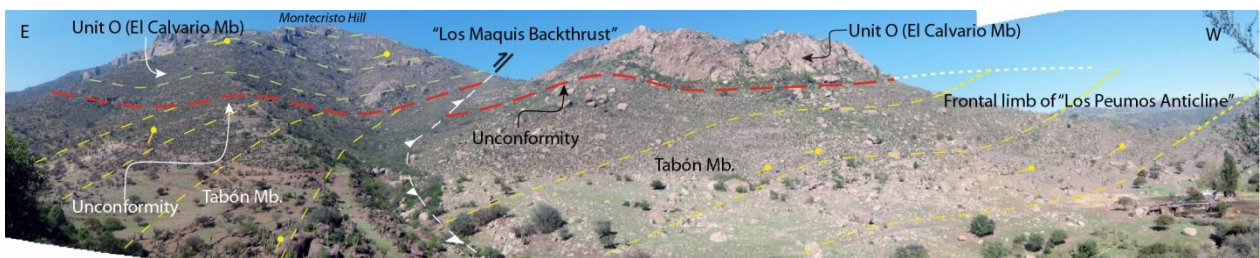 E
Unit O (El Calvario Mb)
Montecristo Hill
"Los Maquis Backthrust"
Unit O (El Calvario Mb)
W
Frontal limb of "Los Peumos Anticline"
Unconformity
Tabón Mb.
Tabón Mb.
Unconformity